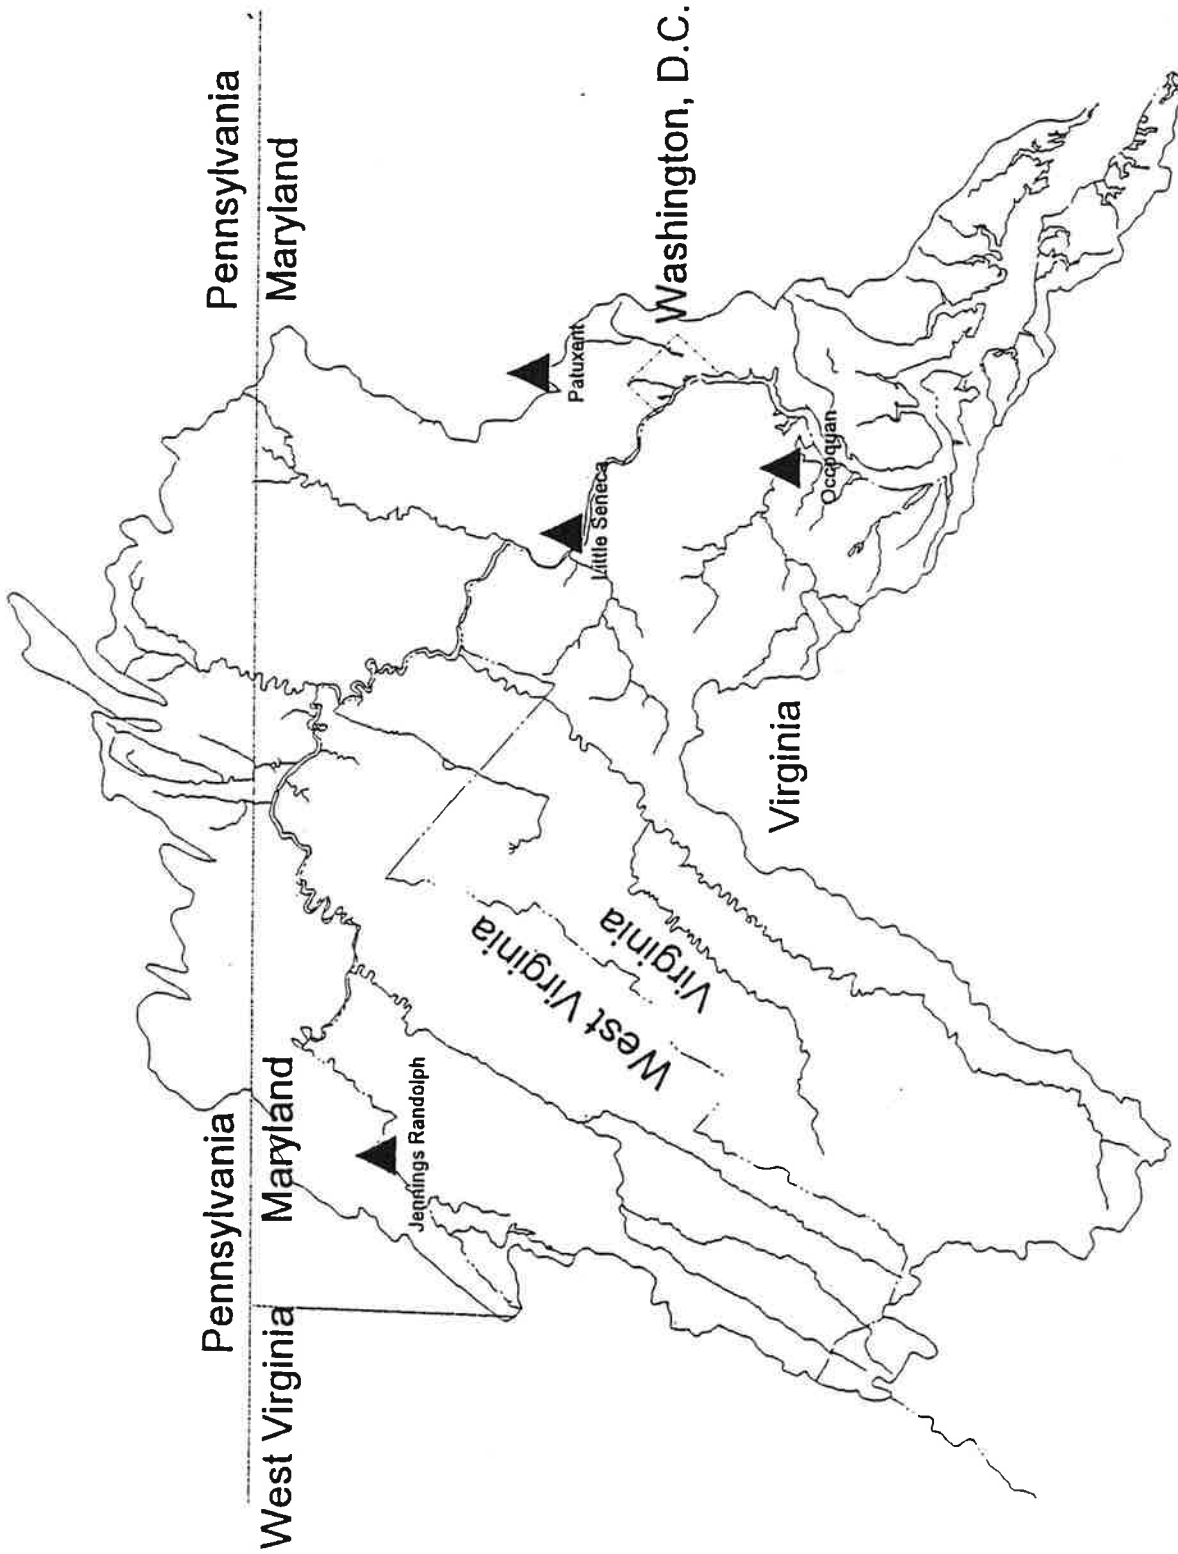 Pennsylvania
Pennsylvania
West Virginia
Maryland
Maryland
Jennings Randolph
Patuxent
Little Seneca
West Virginia
Virginia
Washington, D.C.
Virginia
Occoquan